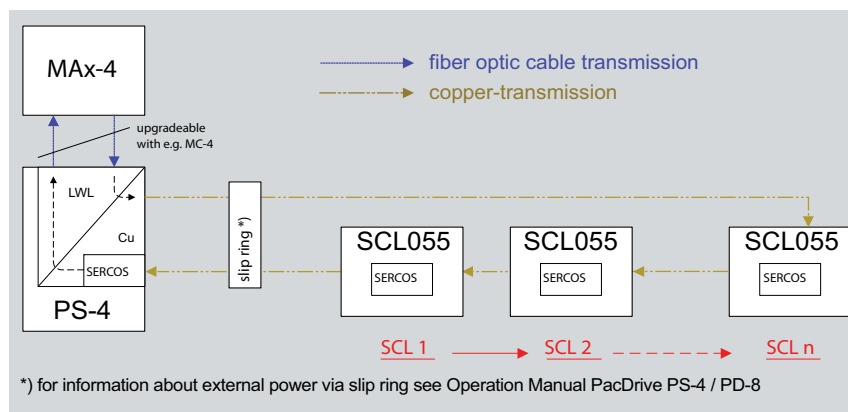 MAx-4
fiber optic cable transmission
copper-transmission
upgradeable
with e.g. MC-4
LWL
Cu
SERCOS
PS-4
slip ring *)
SCL055
SERCOS
SCL055
SERCOS
SCL055
SERCOS
SCL 1
SCL 2
SCL n
*) for information about external power via slip ring see Operation Manual PacDrive PS-4 / PD-8